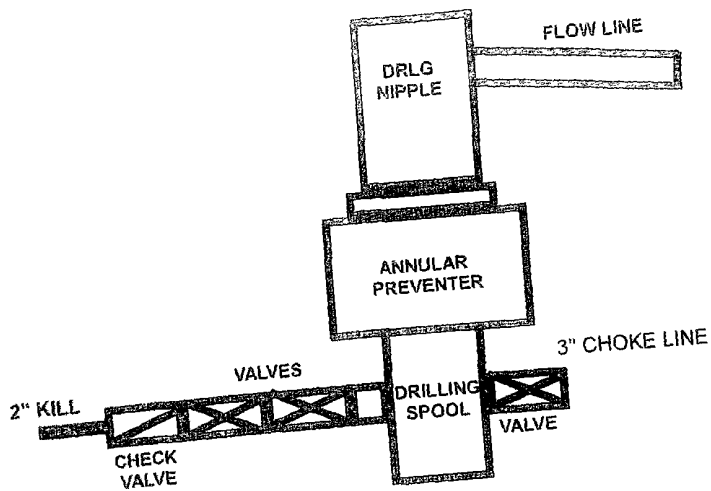 FLOW LINE
DRLG
NIPPLE
ANNULAR
PREVENTER
3" CHOKE LINE
VALVES
DRILLING
SPOOL
2" KILL
VALVE
CHECK
VALVE